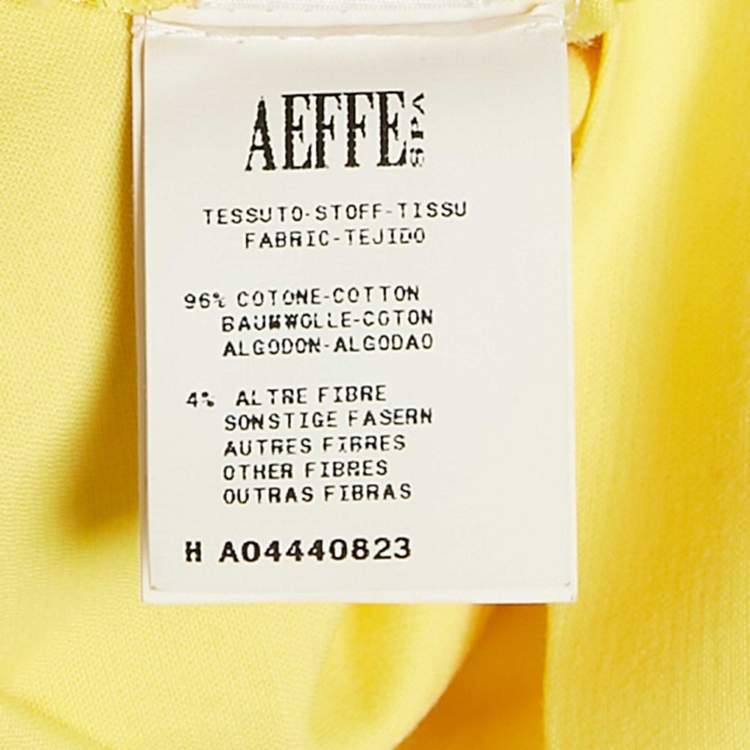 AEFFE SPA
TESSUTO-STOFF-TISSU
FABRIC-TEJIDO
96% COTONE-COTTON
BAUMWOLLE-COTON
ALGODON-ALGODAO
4% ALTRE FIBRE
SONSTIGE FASERN
AUTRES FIBRES
OTHER FIBRES
OUTRAS FIBRAS
H A04440823